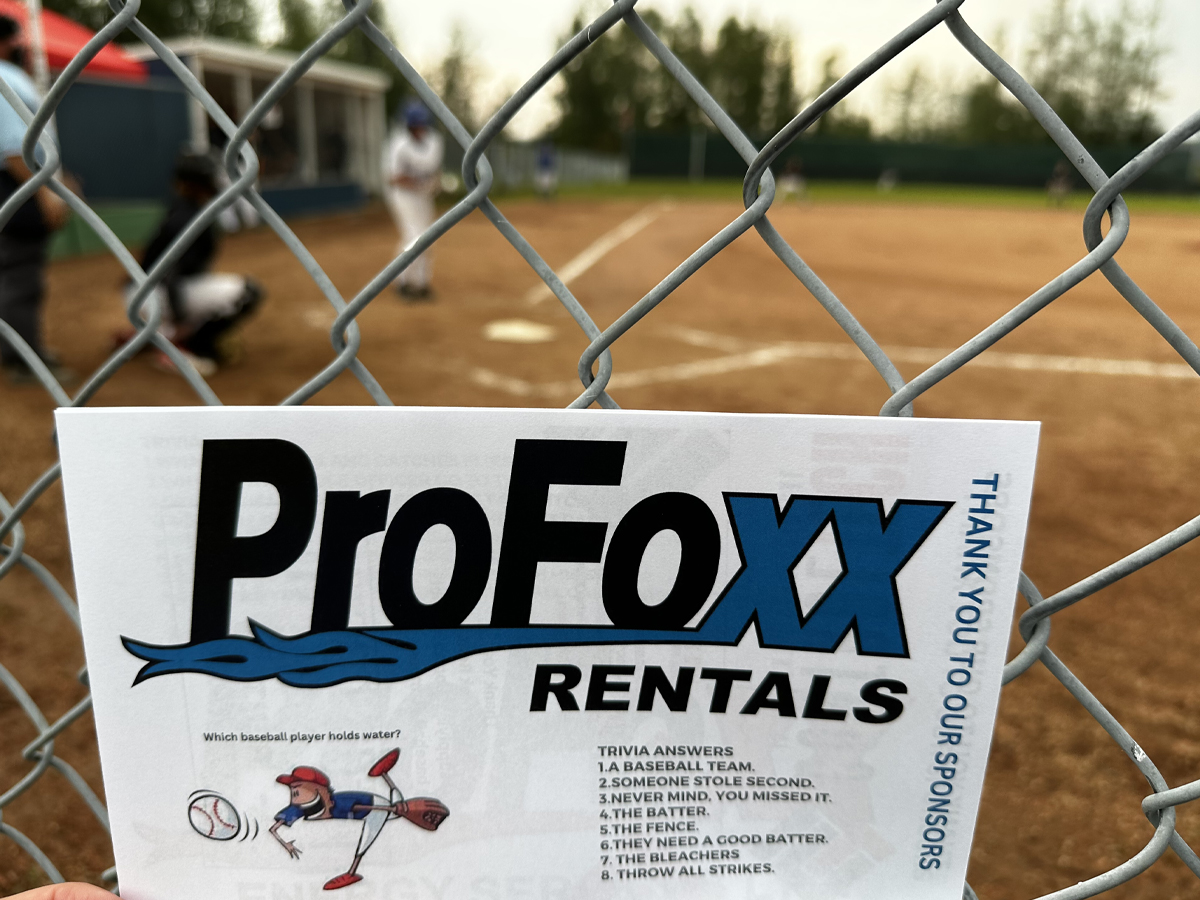 ProFoxx
RENTALS
THANK YOU TO OUR SPONSORS
Which baseball player holds water?
TRIVIA ANSWERS
1.A BASEBALL TEAM.
2.SOMEONE STOLE SECOND.
3.NEVER MIND, YOU MISSED IT.
4.THE BATTER.
5.THE FENCE.
6.THEY NEED A GOOD BATTER.
7. THE BLEACHERS
8. THROW ALL STRIKES.